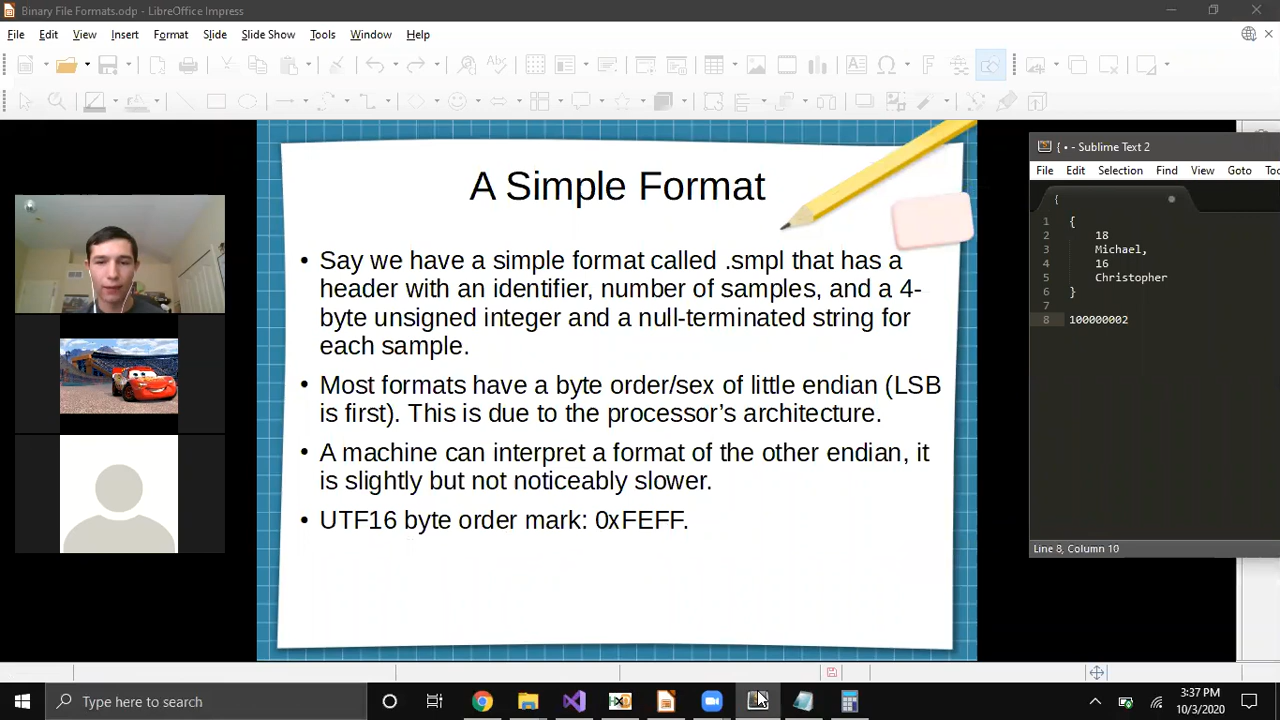 Binary File Formats.odp - LibreOffice Impress
File Edit View Insert Format Slide Slide Show Tools Window Help
A Simple Format
• Say we have a simple format called .smpl that has a
header with an identifier, number of samples, and a 4-
byte unsigned integer and a null-terminated string for
each sample.
• Most formats have a byte order/sex of little endian (LSB
is first). This is due to the processor's architecture.
• A machine can interpret a format of the other endian, it
is slightly but not noticeably slower.
• UTF16 byte order mark: 0xFEFF.
{ • - Sublime Text 2
File Edit Selection Find View Goto Too
{
1 {
2 18
3 Michael,
4 16
5 Christopher
6 }
7
8 100000002
Line 8, Column 10
Type here to search
3:37 PM
10/3/2020